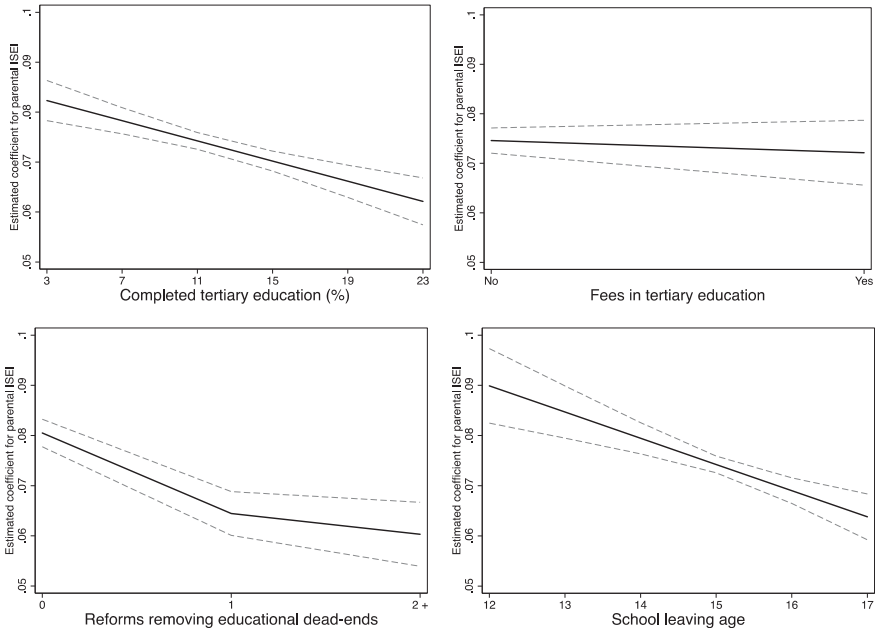 Estimated coefficient for parental ISEI
.05 .06 .07 .08 .09 .1
3 7 11 15 19 23
Completed tertiary education (%)
Estimated coefficient for parental ISEI
.05 .06 .07 .08 .09 .1
No Yes
Fees in tertiary education
Estimated coefficient for parental ISEI
.05 .06 .07 .08 .09 .1
0 1 2 +
Reforms removing educational dead-ends
Estimated coefficient for parental ISEI
.05 .06 .07 .08 .09 .1
12 13 14 15 16 17
School leaving age